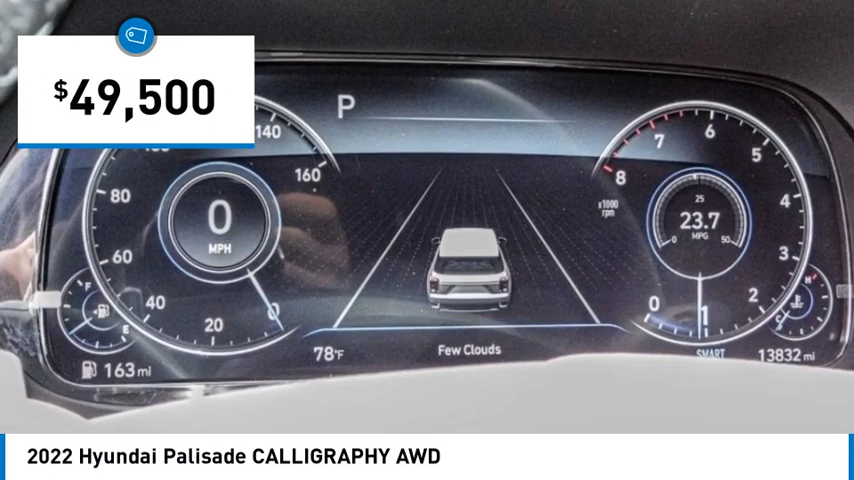 $49,500
P
140
160
80
60
40
20
0
0
MPH
F
E
163 mi
78°F
Few Clouds
SMART
13832 mi
8
7
6
5
4
3
2
1
0
x1000
rpm
25
23.7
MPG
0
50
H
C
2022 Hyundai Palisade CALLIGRAPHY AWD